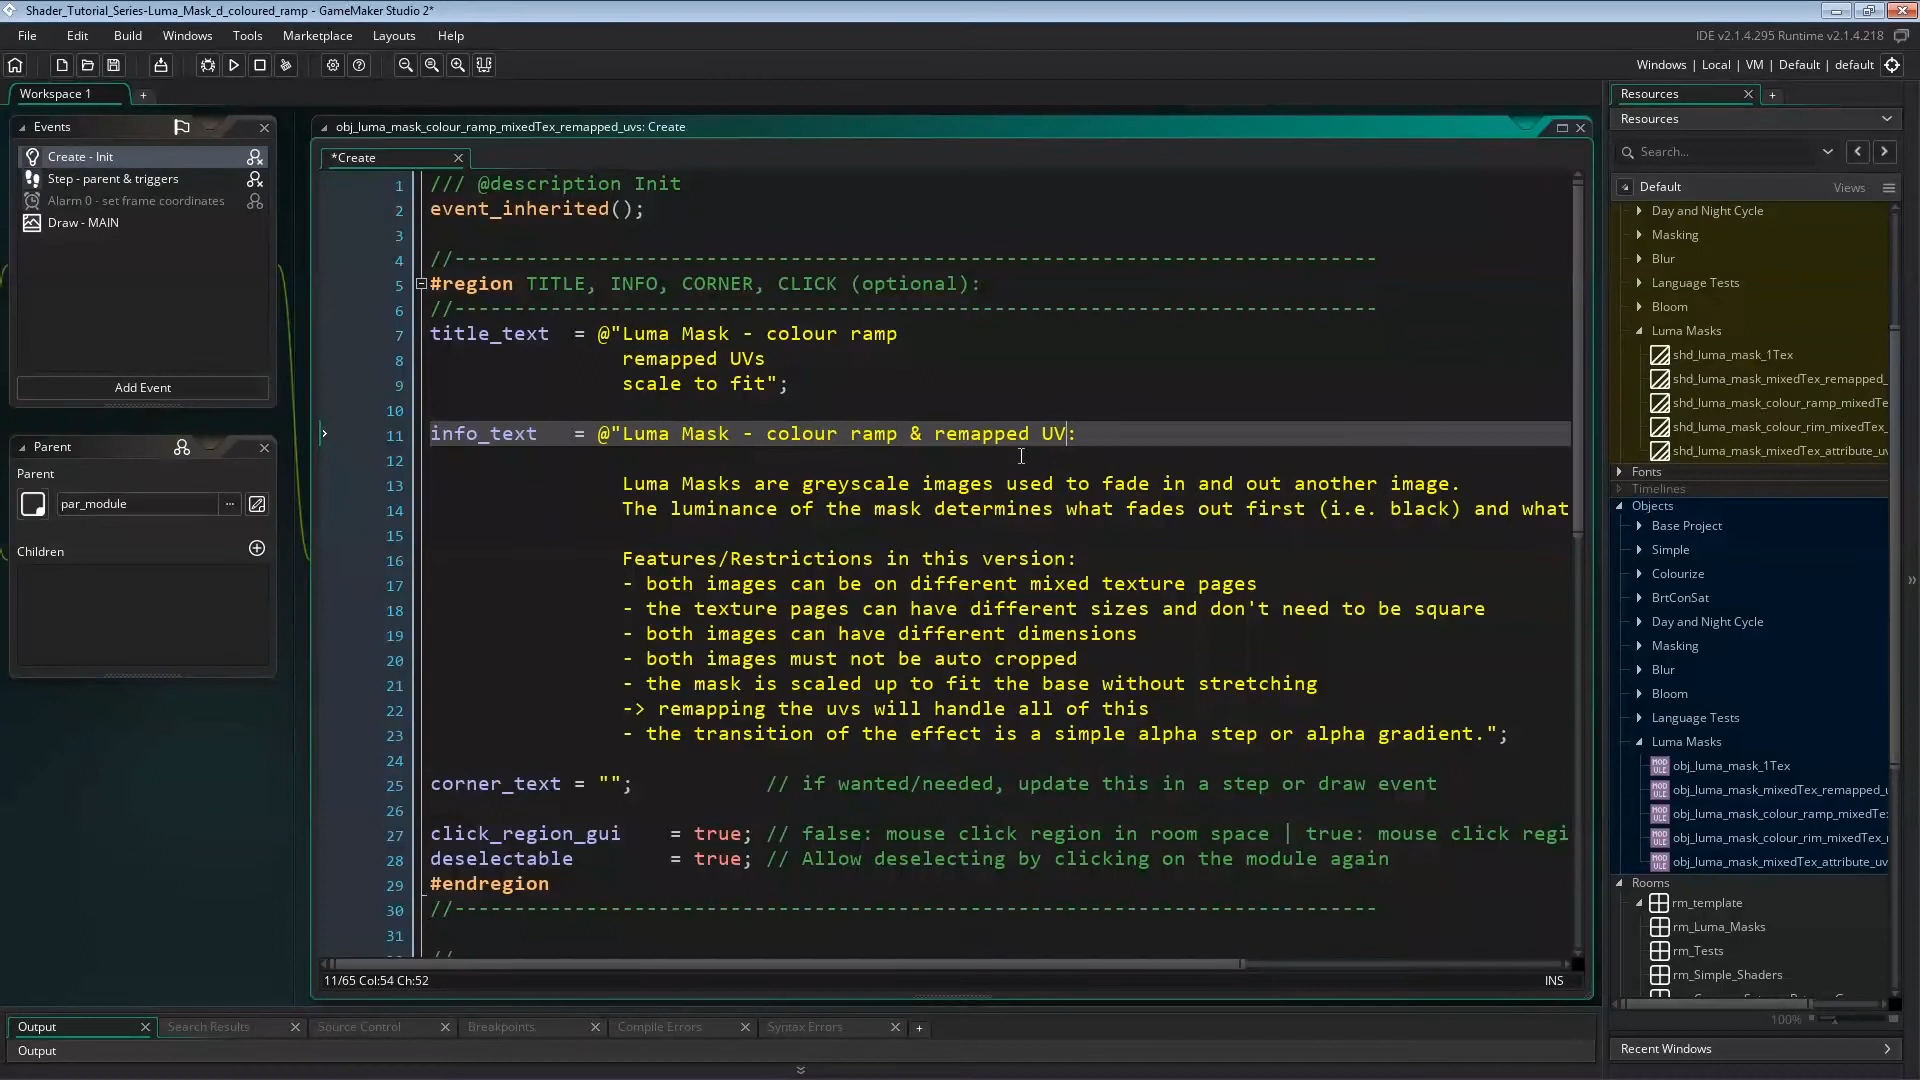 Shader_Tutorial_Series-Luma_Mask_d_coloured_ramp - GameMaker Studio 2*
File Edit Build Windows Tools Marketplace Layouts Help
IDE v2.1.4.295 Runtime v2.1.4.218
Windows | Local | VM | Default | default
Workspace 1
Events
Create - Init
Step - parent & triggers
Alarm 0 - set frame coordinates
Draw - MAIN
Add Event
Parent
Parent
par_module
...
Children
obj_luma_mask_colour_ramp_mixedTex_remapped_uvs: Create
*Create
1 /// @description Init
2 event_inherited();
3
4 //-----------------------------------------------------------------------------
5 #region TITLE, INFO, CORNER, CLICK (optional):
6 //-----------------------------------------------------------------------------
7 title_text = @"Luma Mask - colour ramp
8 remapped UVs
9 scale to fit";
10
11 info_text = @"Luma Mask - colour ramp & remapped UV:
12
13 Luma Masks are greyscale images used to fade in and out another image.
14 The luminance of the mask determines what fades out first (i.e. black) and what
15
16 Features/Restrictions in this version:
17 - both images can be on different mixed texture pages
18 - the texture pages can have different sizes and don't need to be square
19 - both images can have different dimensions
20 - both images must not be auto cropped
21 - the mask is scaled up to fit the base without stretching
22 -> remapping the uvs will handle all of this
23 - the transition of the effect is a simple alpha step or alpha gradient.";
24
25 corner_text = ""; // if wanted/needed, update this in a step or draw event
26
27 click_region_gui = true; // false: mouse click region in room space | true: mouse click regi
28 deselectable = true; // Allow deselecting by clicking on the module again
29 #endregion
30 //-----------------------------------------------------------------------------
31
11/65 Col:54 Ch:52
INS
Resources
Resources
Search...
Default
Views
Day and Night Cycle
Masking
Blur
Language Tests
Bloom
Luma Masks
shd_luma_mask_1Tex
shd_luma_mask_mixedTex_remapped_
shd_luma_mask_colour_ramp_mixedTe
shd_luma_mask_colour_rim_mixedTex_
shd_luma_mask_mixedTex_attribute_uv
Fonts
Timelines
Objects
Base Project
Simple
Colourize
BrtConSat
Day and Night Cycle
Masking
Blur
Bloom
Language Tests
Luma Masks
MOD ULE obj_luma_mask_1Tex
MOD ULE obj_luma_mask_mixedTex_remapped_u
MOD ULE obj_luma_mask_colour_ramp_mixedTe
MOD ULE obj_luma_mask_colour_rim_mixedTex_
MOD ULE obj_luma_mask_mixedTex_attribute_uv
Rooms
rm_template
rm_Luma_Masks
rm_Tests
rm_Simple_Shaders
100%
Recent Windows
Output
Search Results
Source Control
Breakpoints
Compile Errors
Syntax Errors
Output